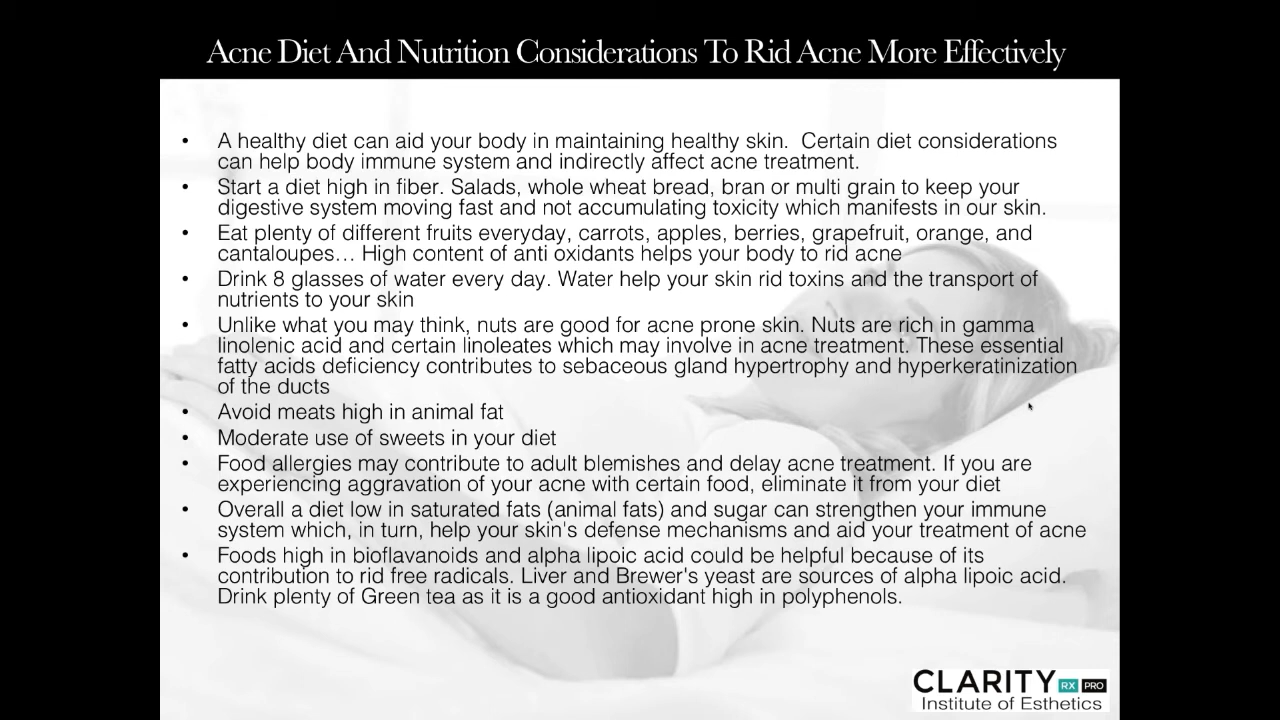 Acne Diet And Nutrition Considerations To Rid Acne More Effectively
• A healthy diet can aid your body in maintaining healthy skin.  Certain diet considerations
can help body immune system and indirectly affect acne treatment.
• Start a diet high in fiber. Salads, whole wheat bread, bran or multi grain to keep your
digestive system moving fast and not accumulating toxicity which manifests in our skin.
• Eat plenty of different fruits everyday, carrots, apples, berries, grapefruit, orange, and
cantaloupes… High content of anti oxidants helps your body to rid acne
• Drink 8 glasses of water every day. Water help your skin rid toxins and the transport of
nutrients to your skin
• Unlike what you may think, nuts are good for acne prone skin. Nuts are rich in gamma
linolenic acid and certain linoleates which may involve in acne treatment. These essential
fatty acids deficiency contributes to sebaceous gland hypertrophy and hyperkeratinization
of the ducts
• Avoid meats high in animal fat
• Moderate use of sweets in your diet
• Food allergies may contribute to adult blemishes and delay acne treatment. If you are
experiencing aggravation of your acne with certain food, eliminate it from your diet
• Overall a diet low in saturated fats (animal fats) and sugar can strengthen your immune
system which, in turn, help your skin's defense mechanisms and aid your treatment of acne
• Foods high in bioflavanoids and alpha lipoic acid could be helpful because of its
contribution to rid free radicals. Liver and Brewer's yeast are sources of alpha lipoic acid.
Drink plenty of Green tea as it is a good antioxidant high in polyphenols.
CLARITY RX PRO
Institute of Esthetics